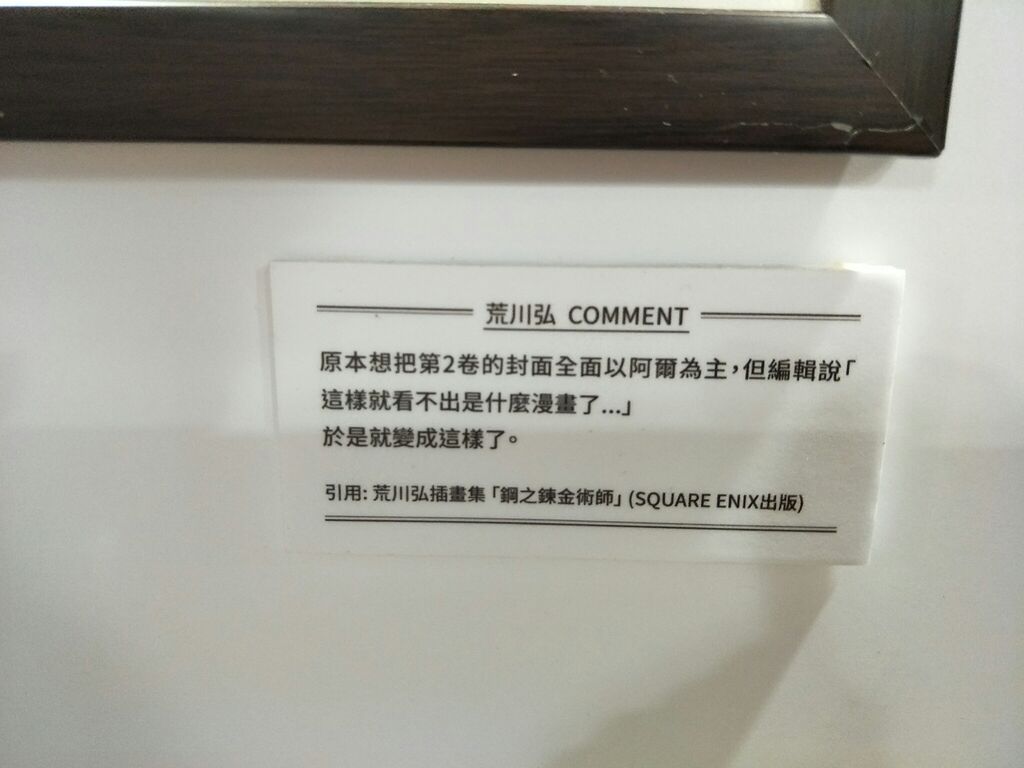 荒川弘 COMMENT
原本想把第2卷的封面全面以阿爾為主,但編輯說「
這樣就看不出是什麼漫畫了...」
於是就變成這樣了。
引用: 荒川弘插畫集「鋼之鍊金術師」(SQUARE ENIX出版)